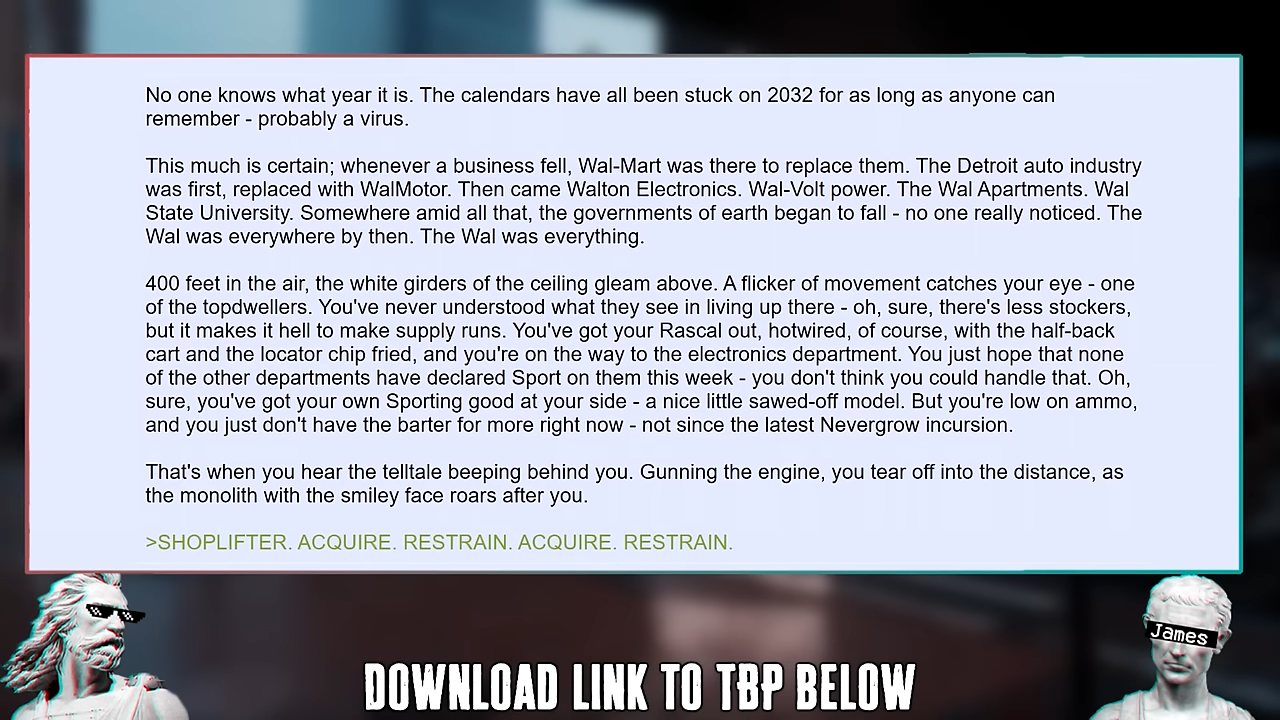 No one knows what year it is. The calendars have all been stuck on 2032 for as long as anyone can
remember - probably a virus.
This much is certain; whenever a business fell, Wal-Mart was there to replace them. The Detroit auto industry
was first, replaced with WalMotor. Then came Walton Electronics. Wal-Volt power. The Wal Apartments. Wal
State University. Somewhere amid all that, the governments of earth began to fall - no one really noticed. The
Wal was everywhere by then. The Wal was everything.
400 feet in the air, the white girders of the ceiling gleam above. A flicker of movement catches your eye - one
of the topdwellers. You've never understood what they see in living up there - oh, sure, there's less stockers,
but it makes it hell to make supply runs. You've got your Rascal out, hotwired, of course, with the half-back
cart and the locator chip fried, and you're on the way to the electronics department. You just hope that none
of the other departments have declared Sport on them this week - you don't think you could handle that. Oh,
sure, you've got your own Sporting good at your side - a nice little sawed-off model. But you're low on ammo,
and you just don't have the barter for more right now - not since the latest Nevergrow incursion.
That's when you hear the telltale beeping behind you. Gunning the engine, you tear off into the distance, as
the monolith with the smiley face roars after you.
>SHOPLIFTER. ACQUIRE. RESTRAIN. ACQUIRE. RESTRAIN.
James
DOWNLOAD LINK TO TBP BELOW